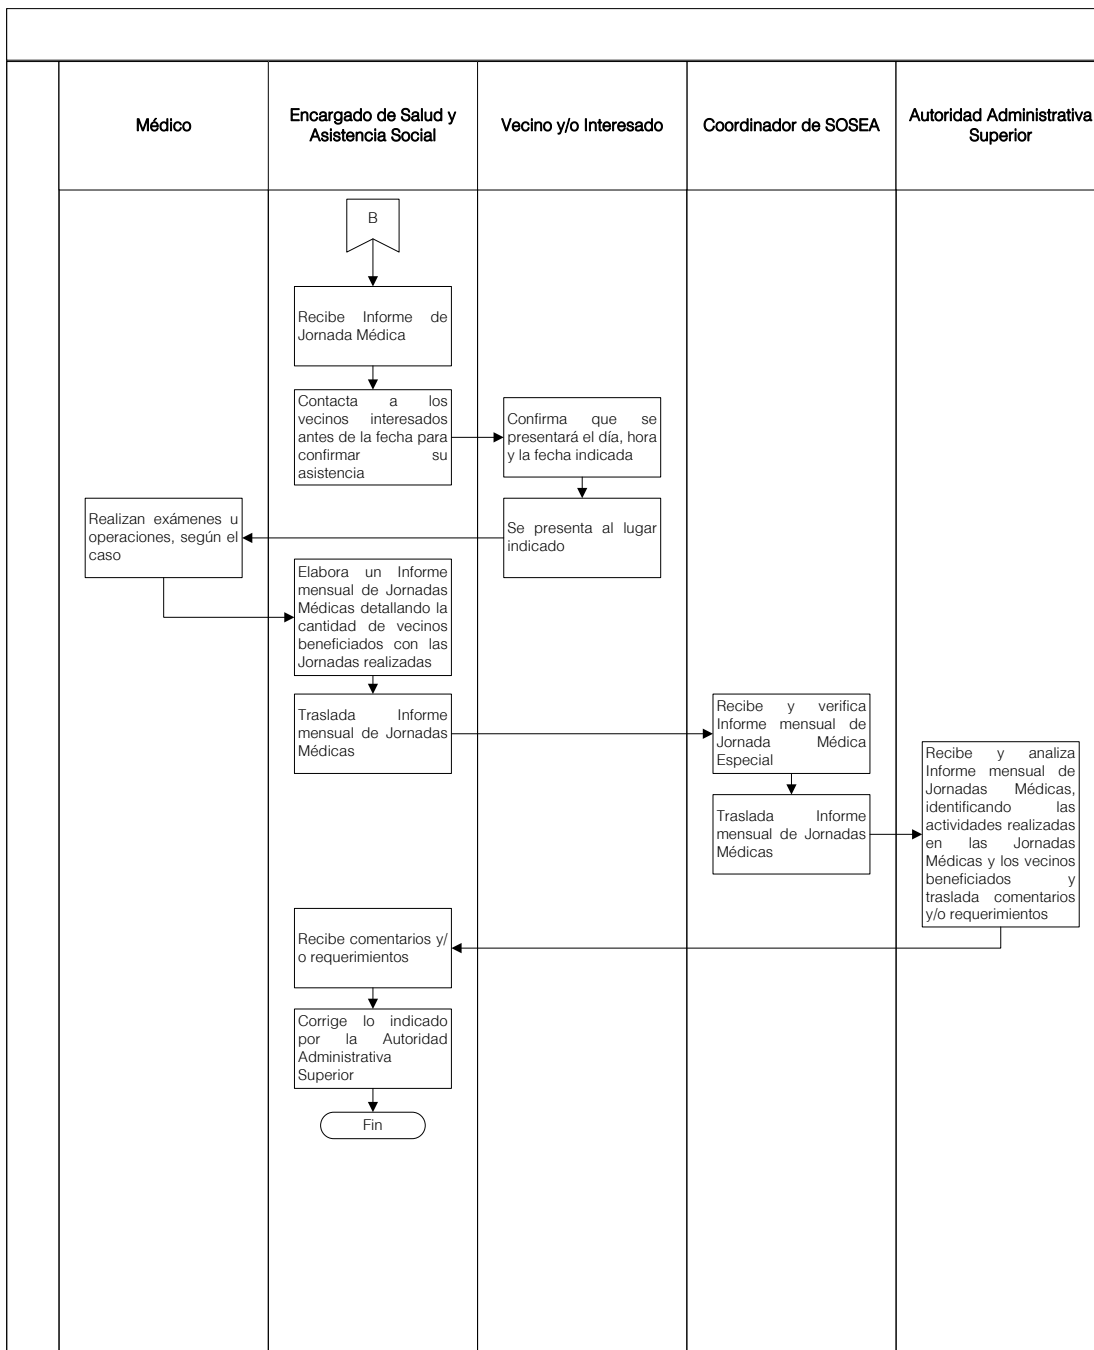 Médico
Encargado de Salud y
Asistencia Social
Vecino y/o Interesado
Coordinador de SOSEA
Autoridad Administrativa
Superior
B
Recibe Informe de
Jornada Médica
Contacta a los
vecinos interesados
antes de la fecha para
confirmar su
asistencia
Confirma que se
presentará el día, hora
y la fecha indicada
Se presenta al lugar
indicado
Realizan exámenes u
operaciones, según el
caso
Elabora un Informe
mensual de Jornadas
Médicas detallando la
cantidad de vecinos
beneficiados con las
Jornadas realizadas
Traslada Informe
mensual de Jornadas
Médicas
Recibe y verifica
Informe mensual de
Jornada Médica
Especial
Traslada Informe
mensual de Jornadas
Médicas
Recibe y analiza
Informe mensual de
Jornadas Médicas,
identificando las
actividades realizadas
en las Jornadas
Médicas y los vecinos
beneficiados y
traslada comentarios
y/o requerimientos
Recibe comentarios y/
o requerimientos
Corrige lo indicado
por la Autoridad
Administrativa
Superior
Fin